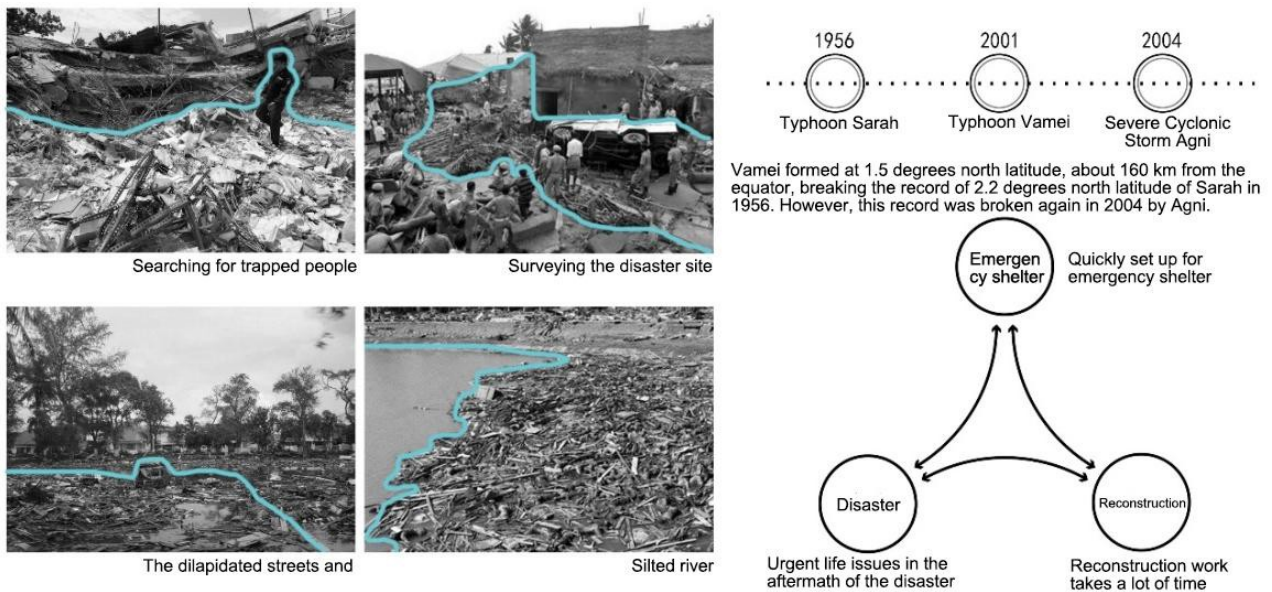 Searching for trapped people
Surveying the disaster site
The dilapidated streets and
Silted river
1956
2001
2004
Typhoon Sarah
Typhoon Vamei
Severe Cyclonic
Storm Agni
Vamei formed at 1.5 degrees north latitude, about 160 km from the
equator, breaking the record of 2.2 degrees north latitude of Sarah in
1956. However, this record was broken again in 2004 by Agni.
Emergen
cy shelter
Quickly set up for
emergency shelter
Disaster
Reconstruction
Urgent life issues in the
aftermath of the disaster
Reconstruction work
takes a lot of time